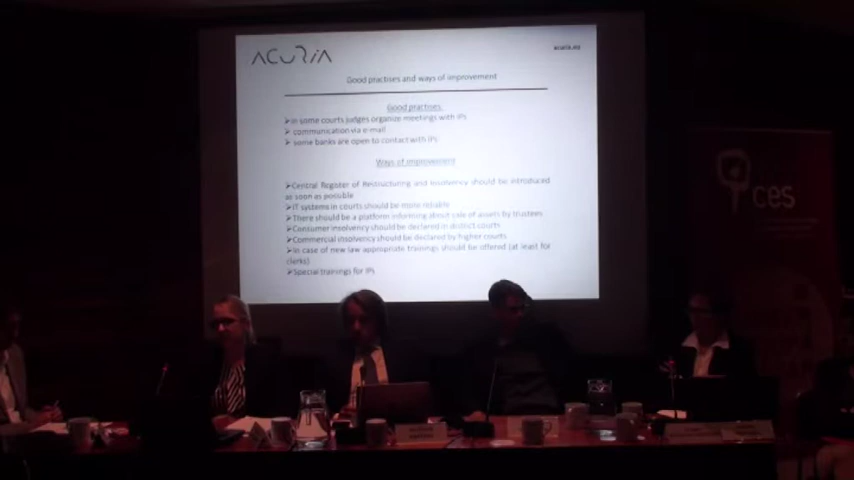 ACURIA
acuria.eu
Good practises and ways of improvement
Good practises:
➢In some courts judges organize meetings with IPs
➢ communication via e-mail
➢ some banks are open to contact with IPs
Ways of improvement
➢Central Register of Restructuring and Insolvency should be introduced
as soon as possible
➢IT systems in courts should be more reliable
➢There should be a platform informing about sale of assets by trustees
➢Consumer insolvency should be declared in district courts
➢Commercial insolvency should be declared by higher courts
➢In case of new law appropriate trainings should be offered (at least for
clerks)
➢Special trainings for IPs
ces